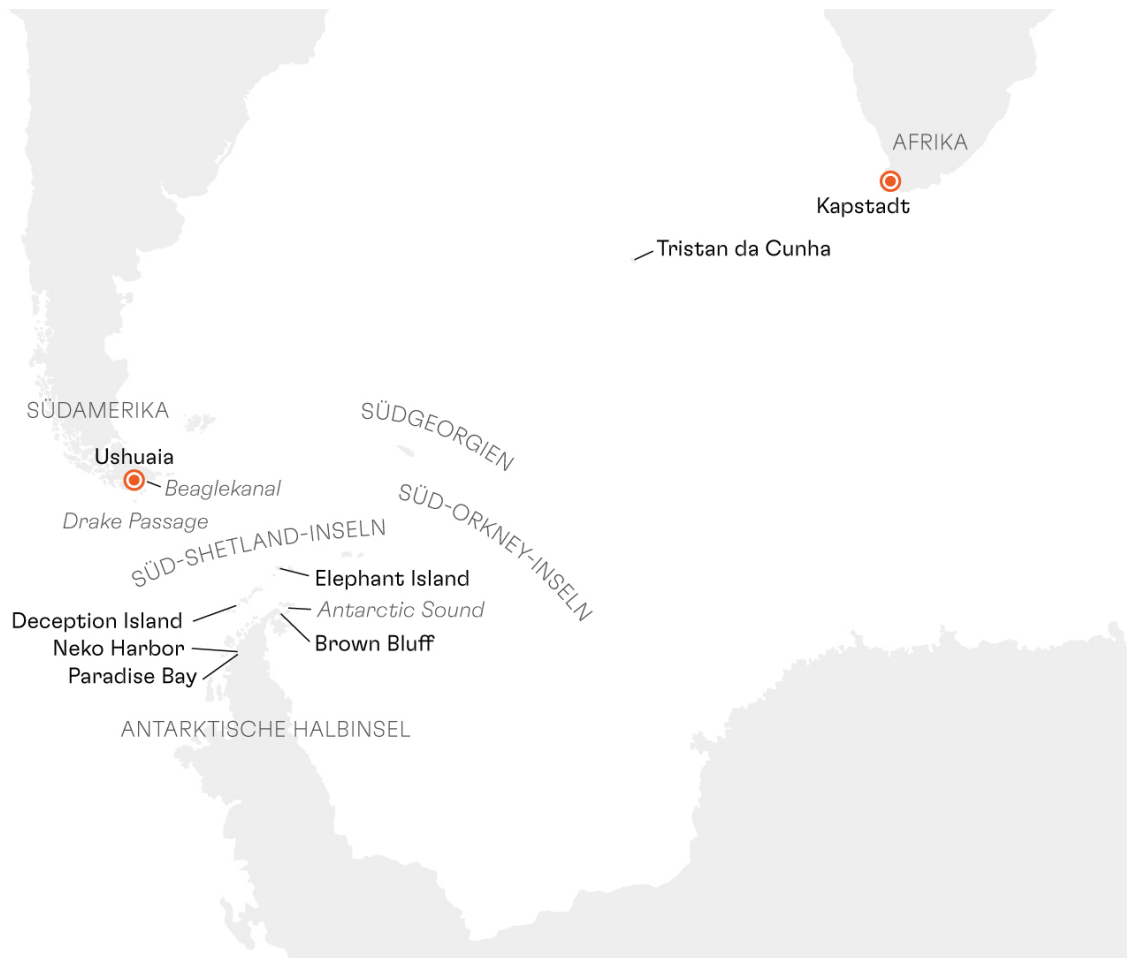 AFRIKA
Kapstadt
Tristan da Cunha
SÜDAMERIKA
SÜDGEORGIEN
Ushuaia
Beaglekanal
SÜD-ORKNEY-INSELN
Drake Passage
SÜD-SHETLAND-INSELN
Elephant Island
Antarctic Sound
Deception Island
Brown Bluff
Neko Harbor
Paradise Bay
ANTARKTISCHE HALBINSEL